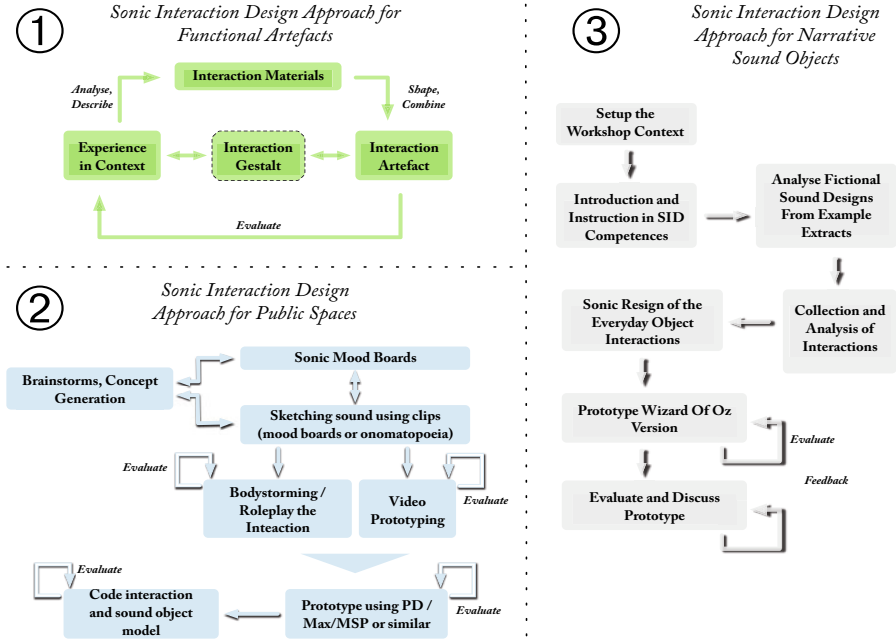 1
Sonic Interaction Design Approach for
Functional Artefacts
Interaction Materials
Analyse,
Describe
Shape,
Combine
Experience
in Context
Interaction
Gestalt
Interaction
Artefact
Evaluate
2
Sonic Interaction Design
Approach for Public Spaces
Sonic Mood Boards
Brainstorms, Concept
Generation
Sketching sound using clips
(mood boards or onomatopoeia)
Evaluate
Bodystorming /
Roleplay the
Inteaction
Video
Prototyping
Evaluate
Evaluate
Code interaction
and sound object
model
Prototype using PD /
Max/MSP or similar
Evaluate
3
Sonic Interaction Design
Approach for Narrative
Sound Objects
Setup the
Workshop Context
Introduction and
Instruction in SID
Competences
Analyse Fictional
Sound Designs
From Example
Extracts
Sonic Resign of the
Everyday Object
Interactions
Collection and
Analysis of
Interactions
Prototype Wizard Of Oz
Version
Evaluate
Feedback
Evaluate and Discuss
Prototype